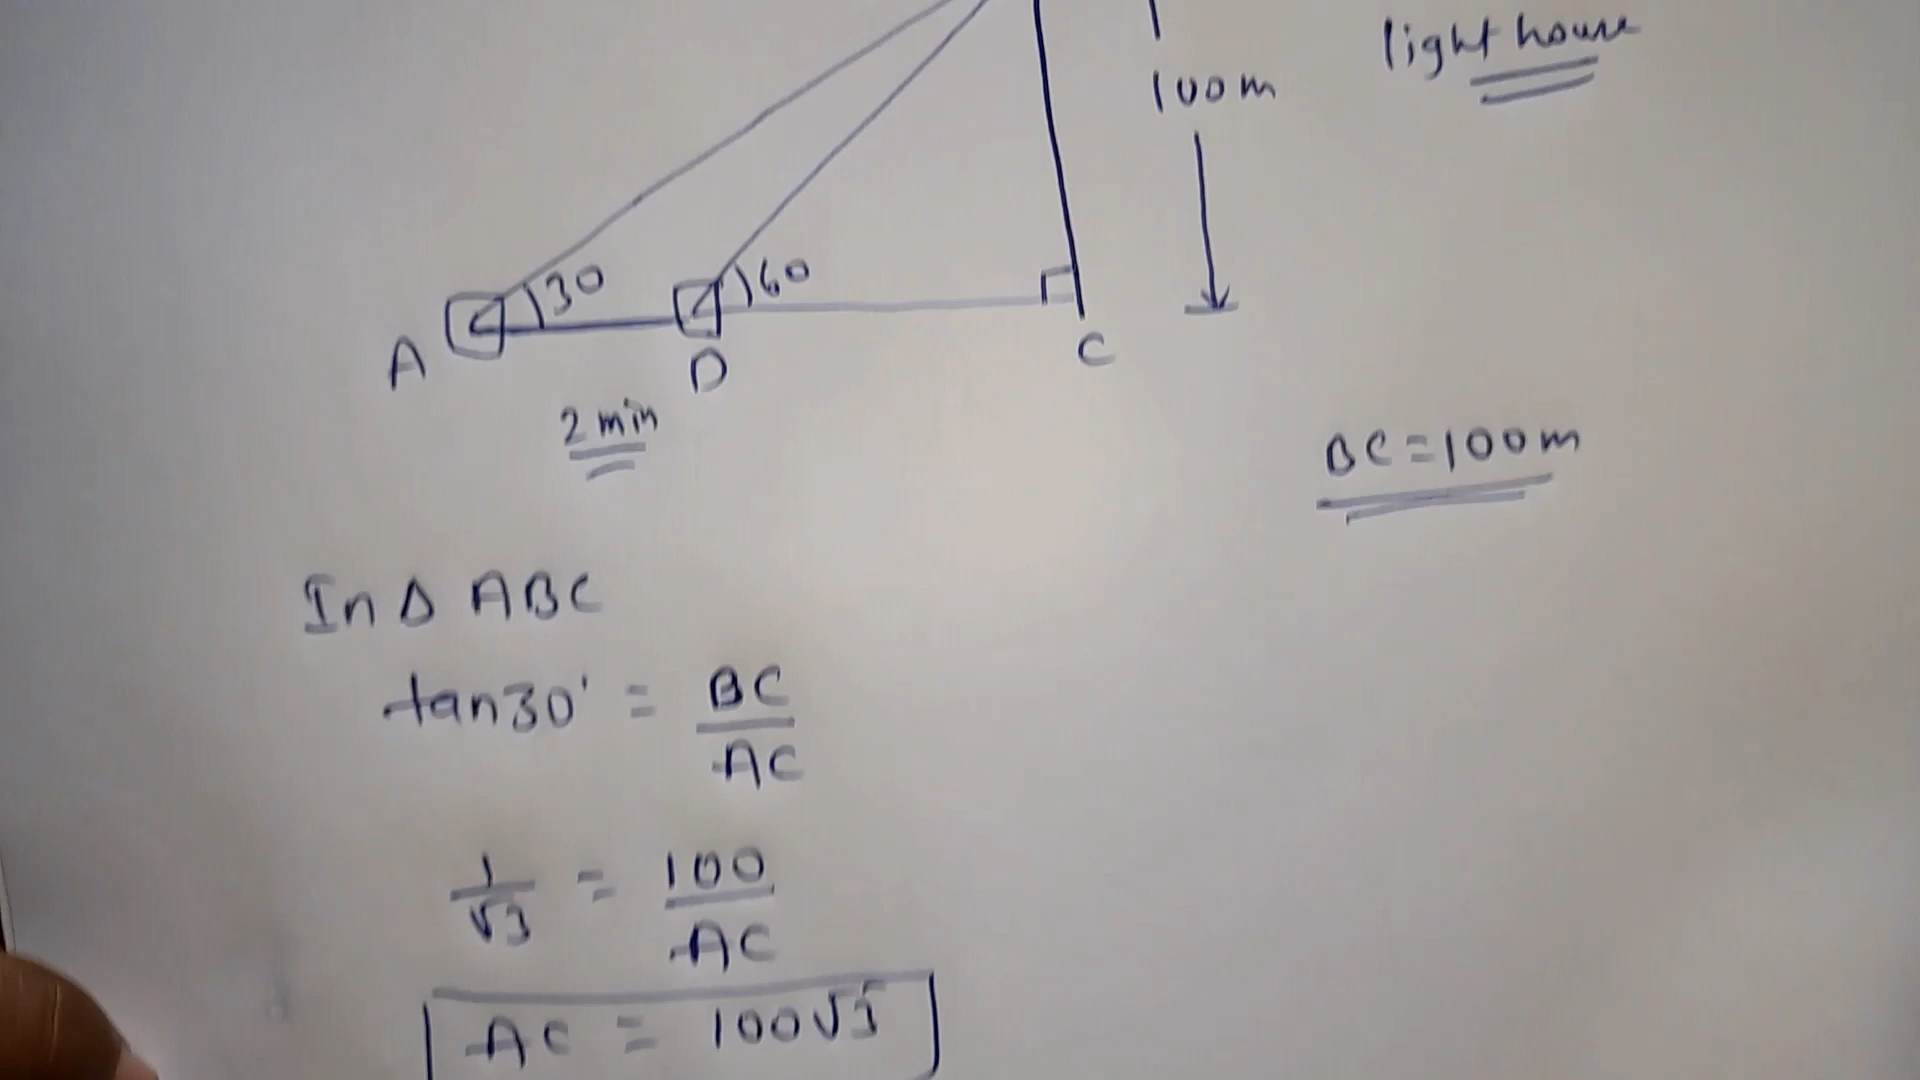 light house
100m
30
60
A
D
C
2 min
BC=100m
In Δ ABC
tan30° = BC/AC
1/√3 = 100/AC
AC = 100√3